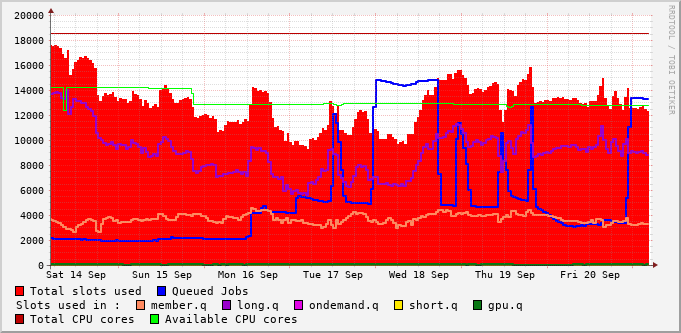 20000
18000
16000
14000
12000
10000
8000
6000
4000
2000
0
Sat 14 Sep Sun 15 Sep Mon 16 Sep Tue 17 Sep Wed 18 Sep Thu 19 Sep Fri 20 Sep
Total slots used Queued Jobs
Slots used in : member.q long.q ondemand.q short.q gpu.q
Total CPU cores Available CPU cores
RRDTOOL / TOBI OETIKER